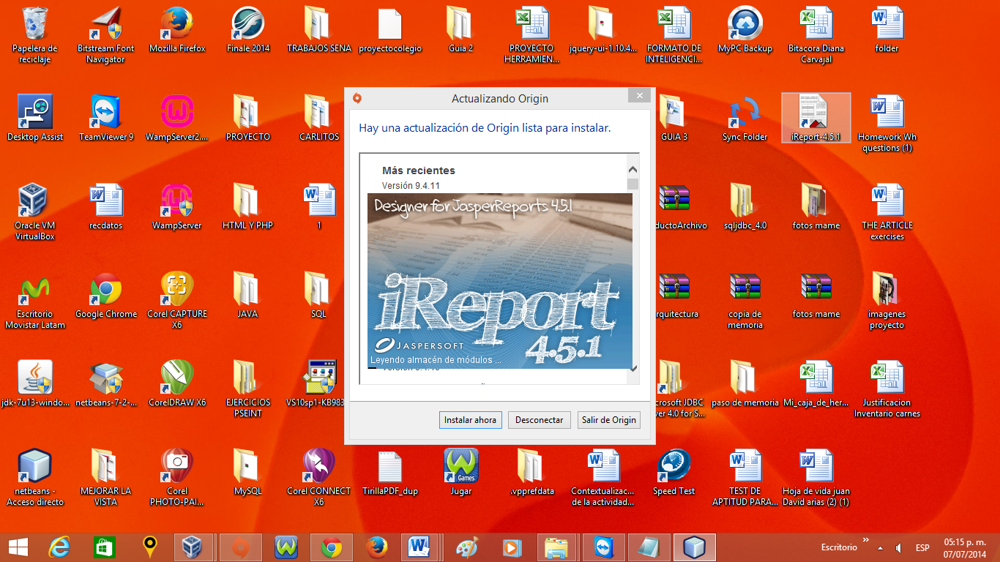 Papelera de
reciclaje
Bitstream Font
Navigator
Mozilla Firefox
Finale 2014
TRABAJOS SENA
proyectocolegio
Guia 2
PROYECTO
HERRAMIEN...
jquery-ui-1.10.4...
FORMATO DE
INTELIGENCI...
MyPC Backup
Bitacora Diana
Carvajal
folder
Actualizando Origin
Hay una actualización de Origin lista para instalar.
Más recientes
Versión 9.4.11
Designer for JasperReports 4.5.1
iReport
4.5.1
JASPERSOFT
Leyendo almacén de módulos ...
Instalar ahora
Desconectar
Salir de Origin
Desktop Assist
TeamViewer 9
WampServer2....
PROYECTO
CARLITOS
GUIA 3
Sync Folder
iReport-4.5.1
Homework Wh
questions (1)
Oracle VM
VirtualBox
recdatos
WampServer
HTML Y PHP
1
ductoArchivo
sqljdbc_4.0
fotos mame
THE ARTICLE
exercises
Escritorio
Movistar Latam
Google Chrome
Corel CAPTURE
X6
JAVA
SQL
rquitectura
copia de
memoria
fotos mame
imagenes
proyecto
jdk-7u13-windo...
netbeans-7-2-...
CorelDRAW X6
EJERCICIOS
PSEINT
VS10sp1-KB983
crosoft JDBC
ver 4.0 for S...
paso de memoria
Mi_caja_de_her...
Justificacion
Inventario carnes
netbeans -
Acceso directo
MEJORAR LA
VISTA
Corel
PHOTO-PAI...
MySQL
Corel CONNECT
X6
TirillaPDF_dup
Games
Jugar
.vpprefdata
Contextualizac...
de la actividad...
Speed Test
TEST DE
APTITUD PARA...
Hoja de vida juan
David arias (2) (1)
Escritorio
ESP
05:15 p. m.
07/07/2014